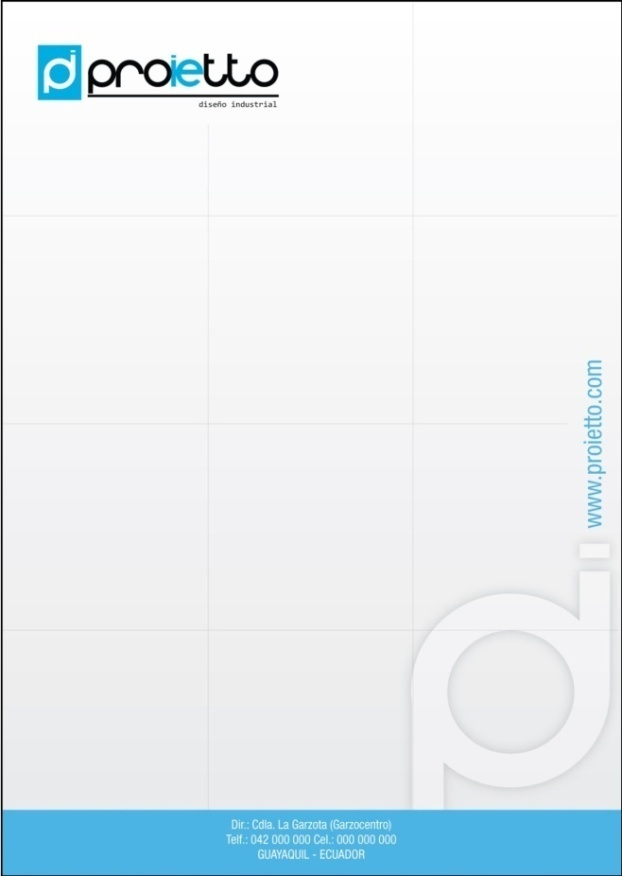 proietto
diseño industrial
www.proietto.com
Dir.: Cdla. La Garzota (Garzocentro)
Telf.: 042 000 000 Cel.: 000 000 000
GUAYAQUIL - ECUADOR